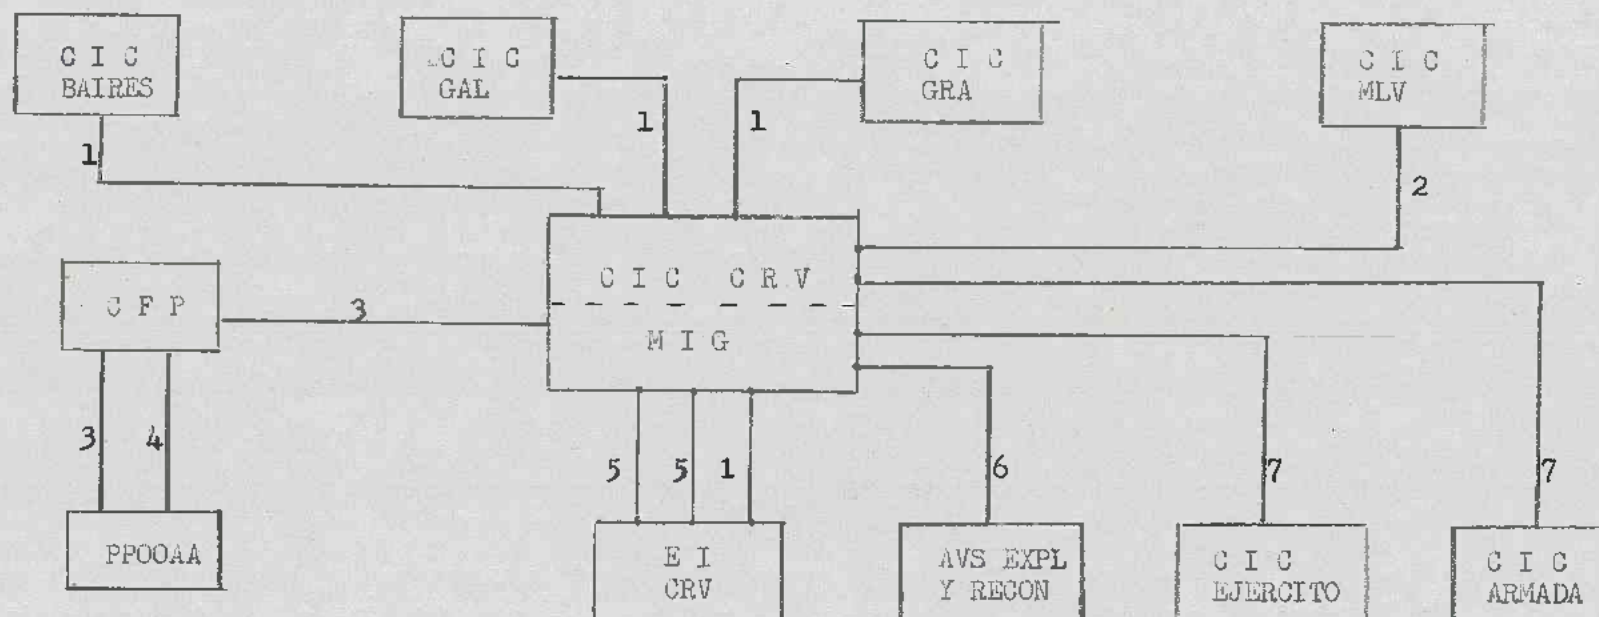 C I C
BAIRES
C I C
GAL
C I C
GRA
C I C
MLV
1
1
1
2
C I C C R V
M I G
C F P
3
3
4
5
5
1
6
7
7
PPOOAA
E I
CRV
AVS EXPL
Y RECON
C I C
EJERCITO
C I C
ARMADA